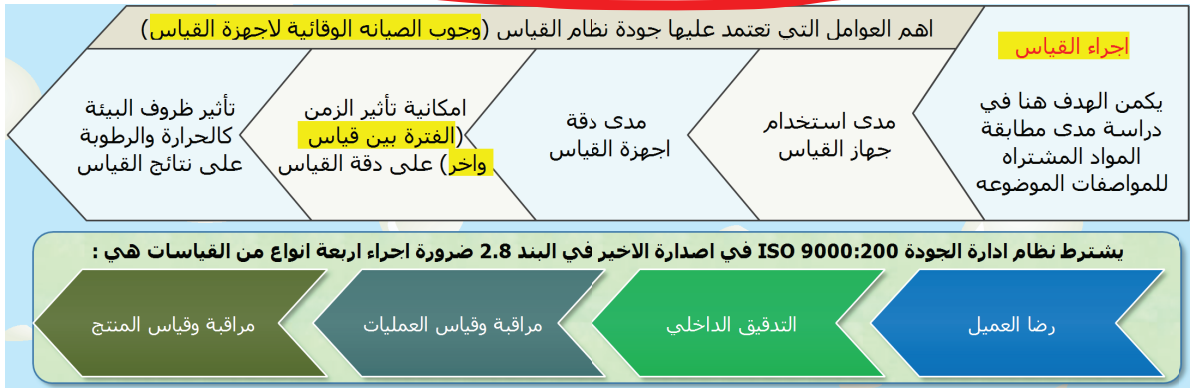 اجراء القياس
يكمن الهدف هنا في
دراسة مدى مطابقة
المواد المشتراه
للمواصفات الموضوعه
اهم العوامل التي تعتمد عليها جودة نظام القياس (وجوب الصيانه الوقائية لاجهزة القياس)
مدى استخدام
جهاز القياس
مدى دقة
اجهزة القياس
امكانية تأثير الزمن
(الفترة بين قياس
واخر) على دقة القياس
تأثير ظروف البيئة
كالحرارة والرطوبة
على نتائج القياس
يشترط نظام ادارة الجودة ISO 9000:200 في اصدارة الاخير في البند 2.8 ضرورة اجراء اربعة انواع من القياسات هي :
رضا العميل
التدقيق الداخلي
مراقبة وقياس العمليات
مراقبة وقياس المنتج